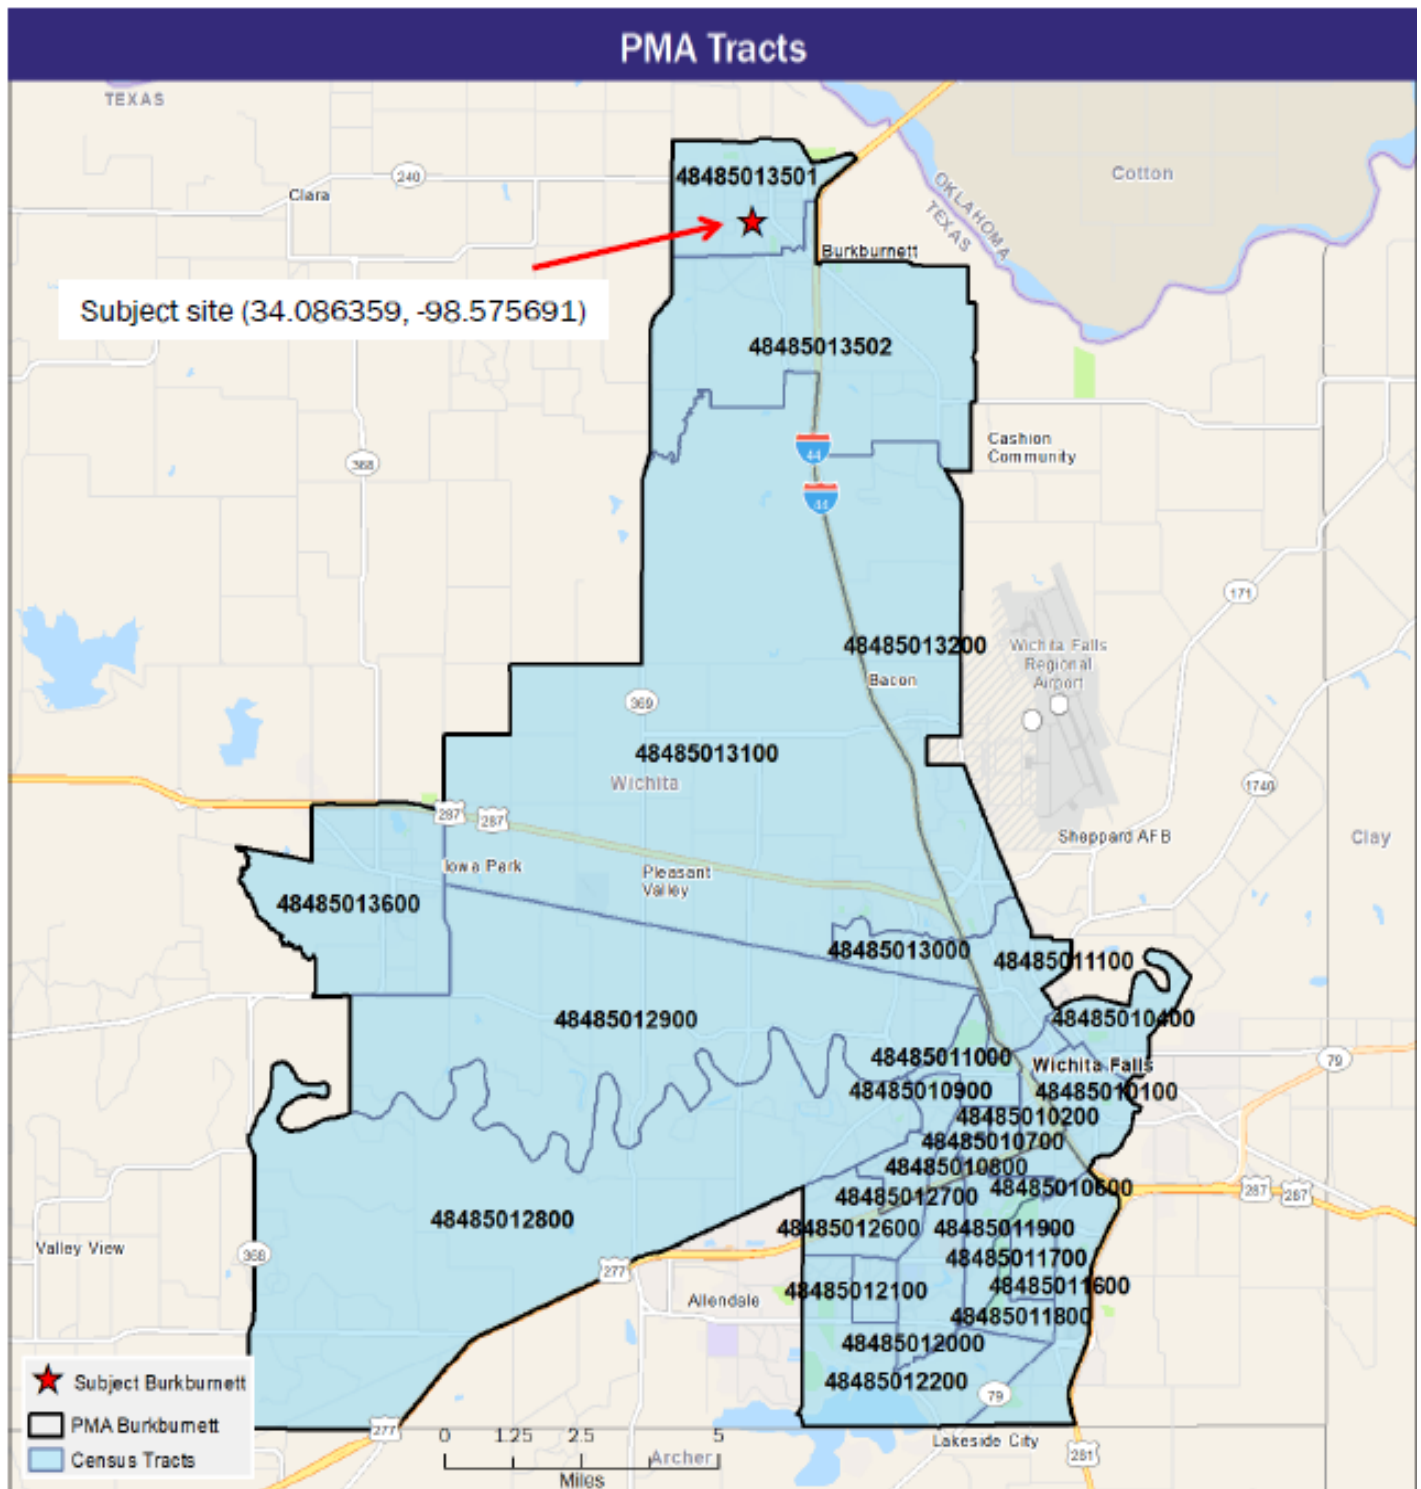 PMA Tracts
TEXAS
Cotton
48485013501
240
Clara
OKLAHOMA
TEXAS
Burkburnett
Subject site (34.086359, -98.575691)
48485013502
44
Cashion
Community
368
44
171
48485013200
Wichita Falls
Regional
Airport
Bacon
369
48485013100
Wichita
1740
287
287
Sheppard AFB
Clay
Iowa Park
Pleasant
Valley
48485013600
48485013000
48485011100
48485012900
48485010400
48485011000
Wichita Falls
79
48485010900
48485010100
48485010200
48485010700
48485010800
48485010600
48485012700
287
287
48485012800
48485012600
48485011900
Valley View
368
48485011700
277
48485011600
48485012100
Allendale
48485011800
48485012000
48485012200
Subject Burkburnett
79
PMA Burkburnett
277
0 1.25 2.5 5
Lakeside City
Census Tracts
Archer
281
Miles